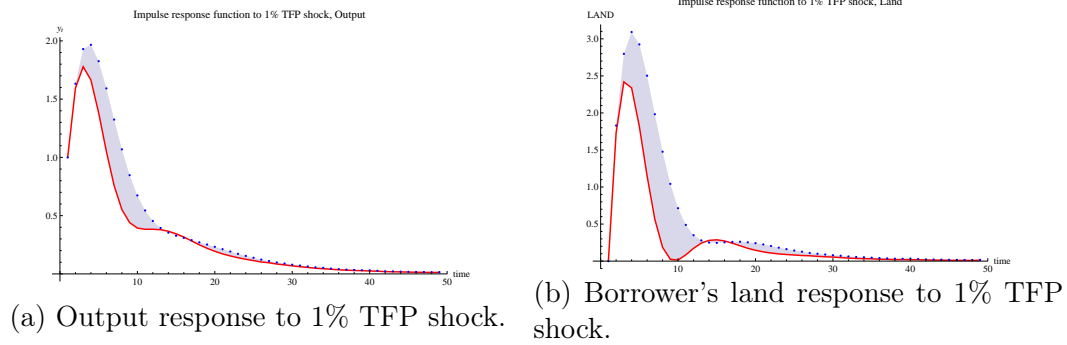 Impulse response function to 1% TFP shock, Output
yt
2.0
1.5
1.0
0.5
10
20
30
40
50
time
(a) Output response to 1% TFP shock.
Impulse response function to 1% TFP shock, Land
LAND
3.0
2.5
2.0
1.5
1.0
0.5
10
20
30
40
50
time
(b) Borrower's land response to 1% TFP
shock.